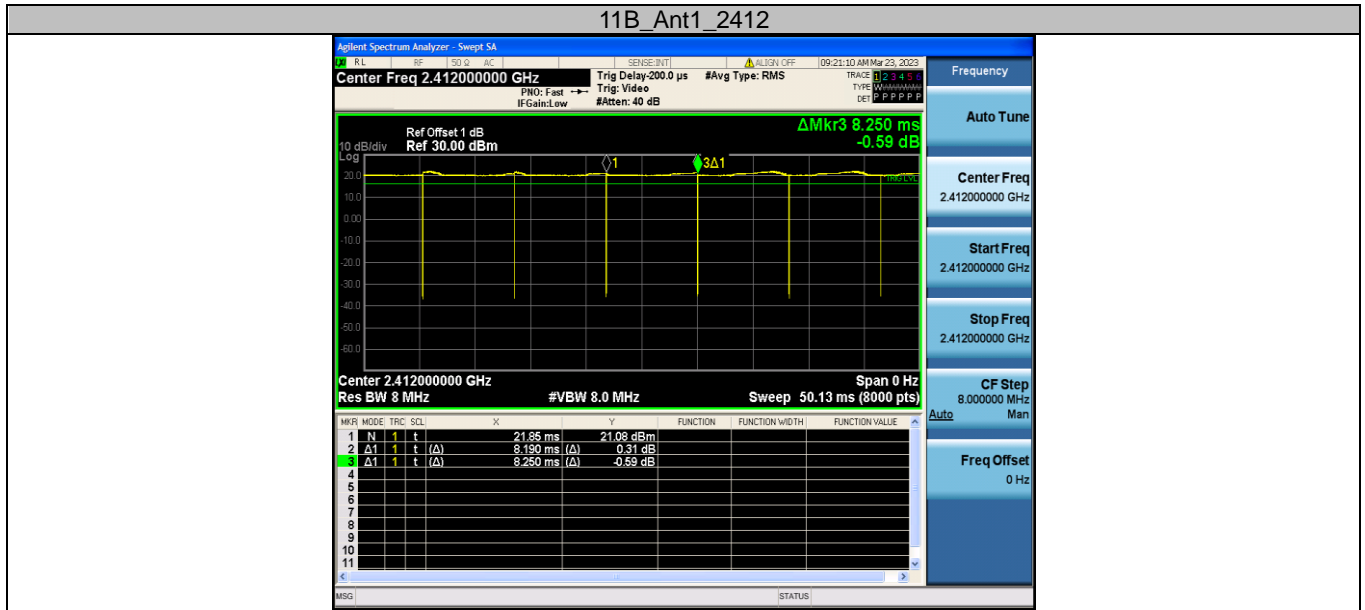 11B_Ant1_2412
Agilent Spectrum Analyzer - Swept SA
RL RF 50 Ω AC SENSE:INT ALIGN OFF 09:21:10 AM Mar 23, 2023
Center Freq 2.412000000 GHz Trig Delay-200.0 µs #Avg Type: RMS TRACE 1 2 3 4 5 6
PNO: Fast Trig: Video TYPE
IFGain:Low #Atten: 40 dB DET P P P P P P
Frequency
Auto Tune
Center Freq
2.412000000 GHz
Start Freq
2.412000000 GHz
Stop Freq
2.412000000 GHz
CF Step
8.000000 MHz
Auto Man
Freq Offset
0 Hz
ΔMkr3 8.250 ms
-0.59 dB
Ref Offset 1 dB
10 dB/div Ref 30.00 dBm
Log
1 3Δ1
TRIG LVL
20.0
10.0
0.00
-10.0
-20.0
-30.0
-40.0
-50.0
-60.0
Center 2.412000000 GHz Span 0 Hz
Res BW 8 MHz #VBW 8.0 MHz Sweep 50.13 ms (8000 pts)
MKR MODE TRC SCL X Y FUNCTION FUNCTION WIDTH FUNCTION VALUE
1 N 1 t 21.85 ms 21.08 dBm
2 Δ1 1 t (Δ) 8.190 ms (Δ) 0.31 dB
3 Δ1 1 t (Δ) 8.250 ms (Δ) -0.59 dB
4
5
6
7
8
9
10
11
MSG STATUS